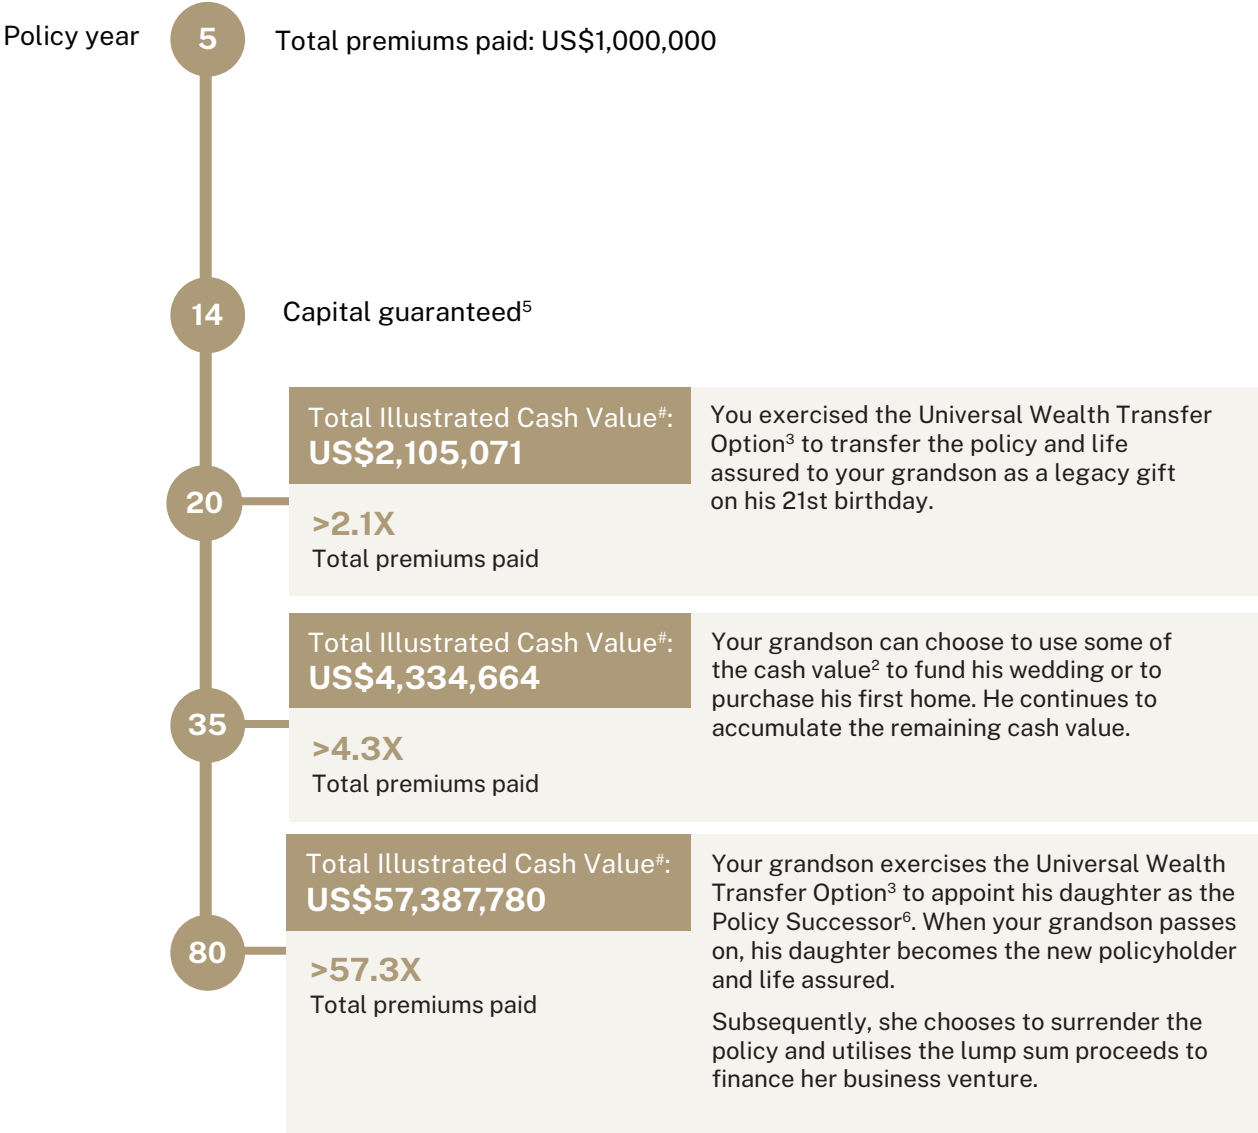 Policy year
5
Total premiums paid: US$1,000,000
14
Capital guaranteed⁵
20
Total Illustrated Cash Value#:
US$2,105,071
>2.1X
Total premiums paid
You exercised the Universal Wealth Transfer
Option³ to transfer the policy and life
assured to your grandson as a legacy gift
on his 21st birthday.
35
Total Illustrated Cash Value#:
US$4,334,664
>4.3X
Total premiums paid
Your grandson can choose to use some of
the cash value² to fund his wedding or to
purchase his first home. He continues to
accumulate the remaining cash value.
80
Total Illustrated Cash Value#:
US$57,387,780
>57.3X
Total premiums paid
Your grandson exercises the Universal Wealth
Transfer Option³ to appoint his daughter as the
Policy Successor⁶. When your grandson passes
on, his daughter becomes the new policyholder
and life assured.
Subsequently, she chooses to surrender the
policy and utilises the lump sum proceeds to
finance her business venture.